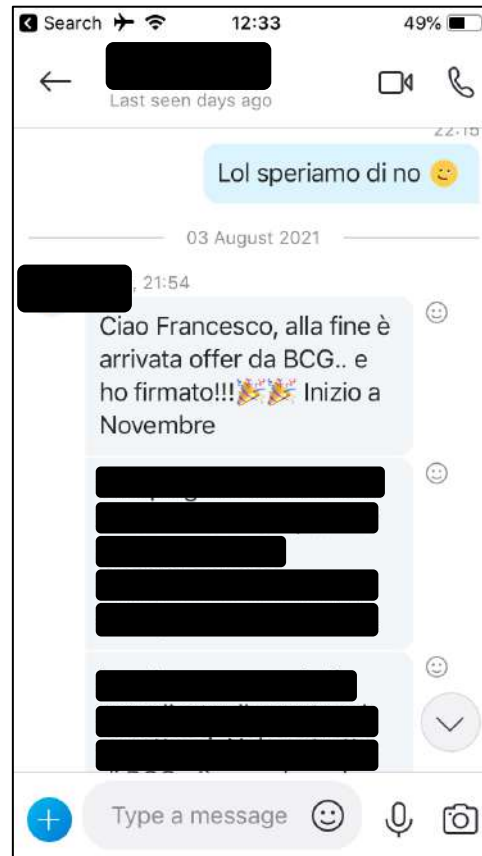 Search 12:33 49%
Last seen days ago
22:15
Lol speriamo di no
03 August 2021
, 21:54
Ciao Francesco, alla fine è
arrivata offer da BCG.. e
ho firmato!!!🎉🎉 Inizio a
Novembre
Type a message